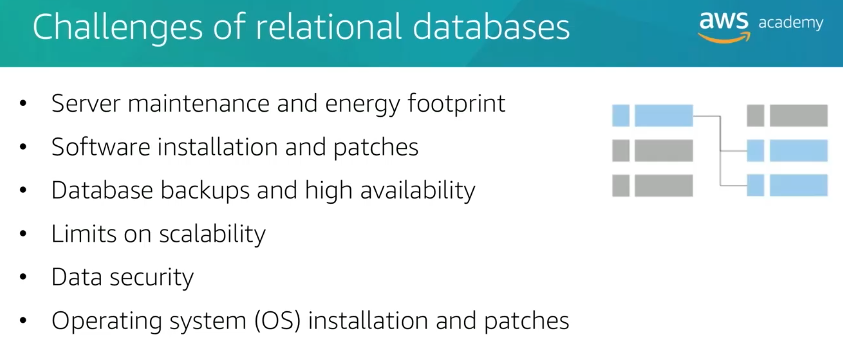 Challenges of relational databases
aws academy
• Server maintenance and energy footprint
• Software installation and patches
• Database backups and high availability
• Limits on scalability
• Data security
• Operating system (OS) installation and patches